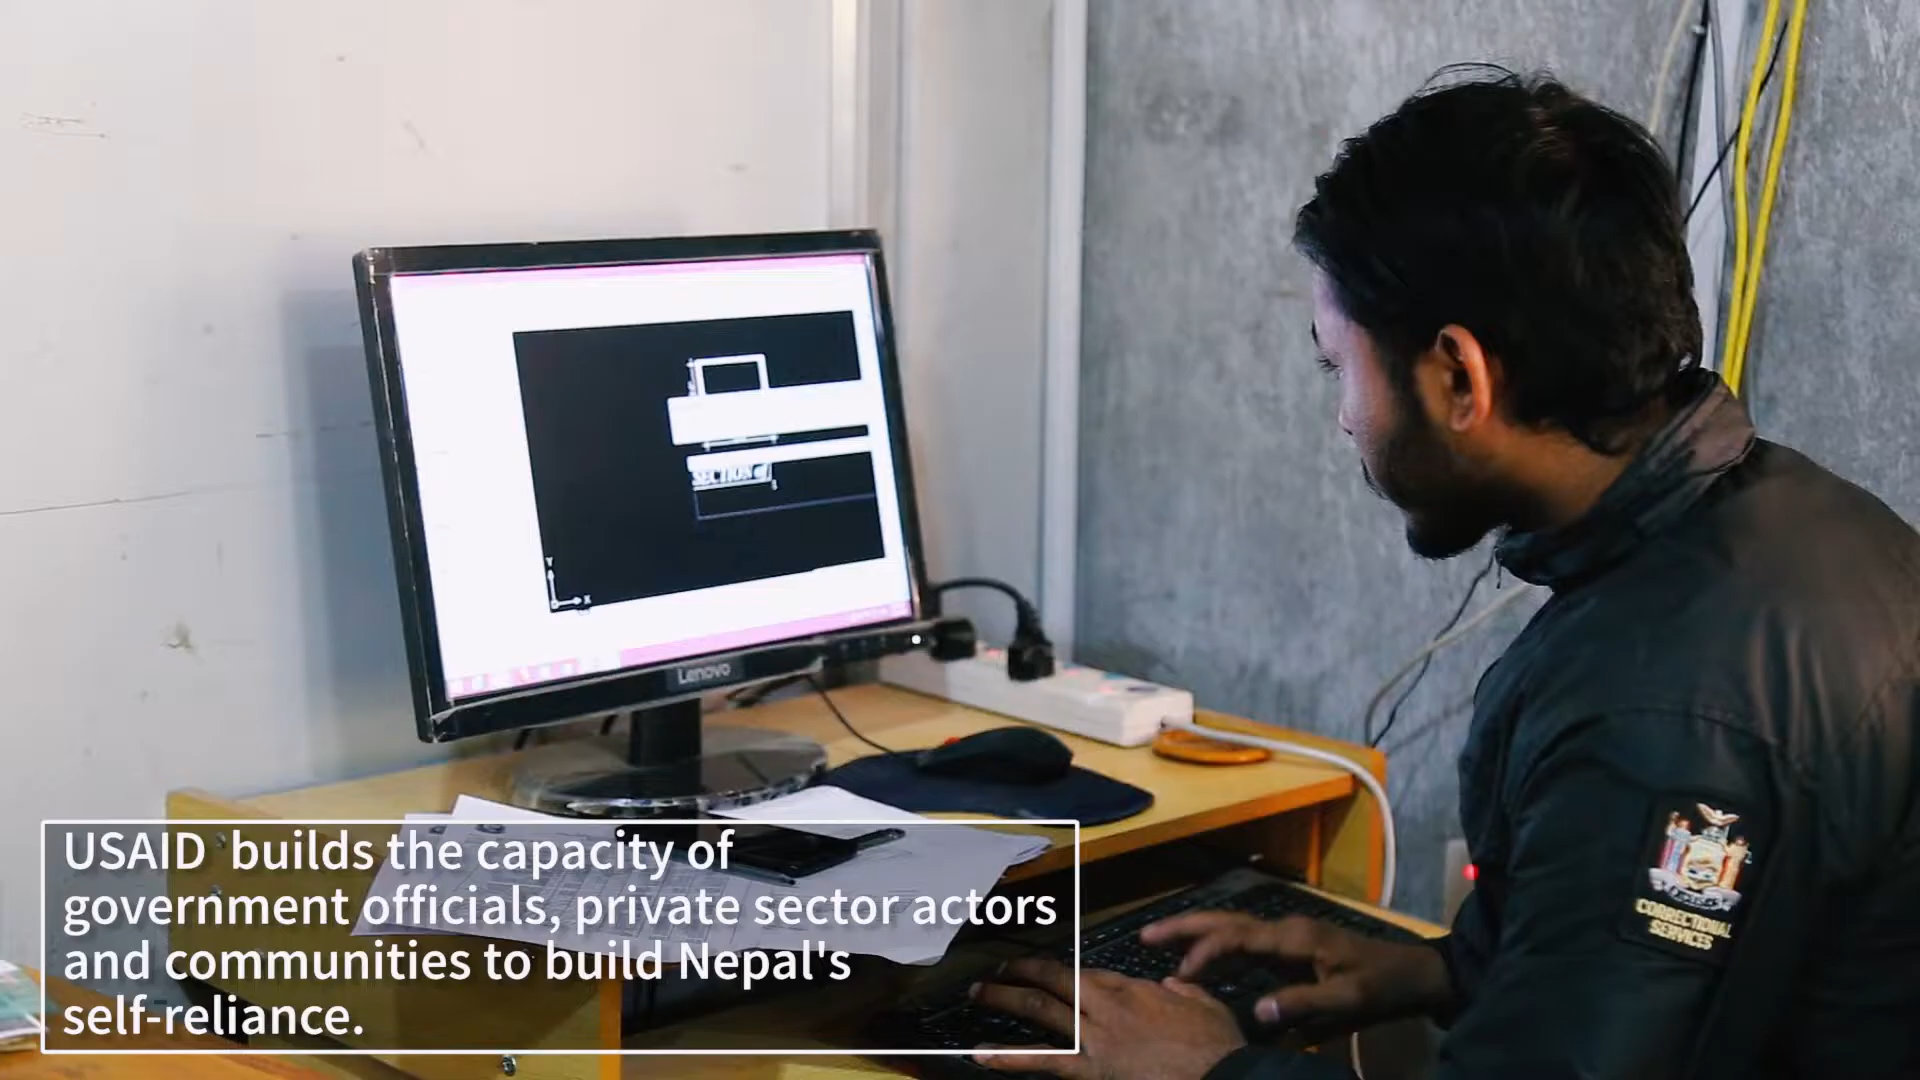 SECTION
Y
X
Lenovo
USAID  builds the capacity of
government officials, private sector actors
and communities to build Nepal's
self-reliance.
CORRECTIONAL
SERVICES